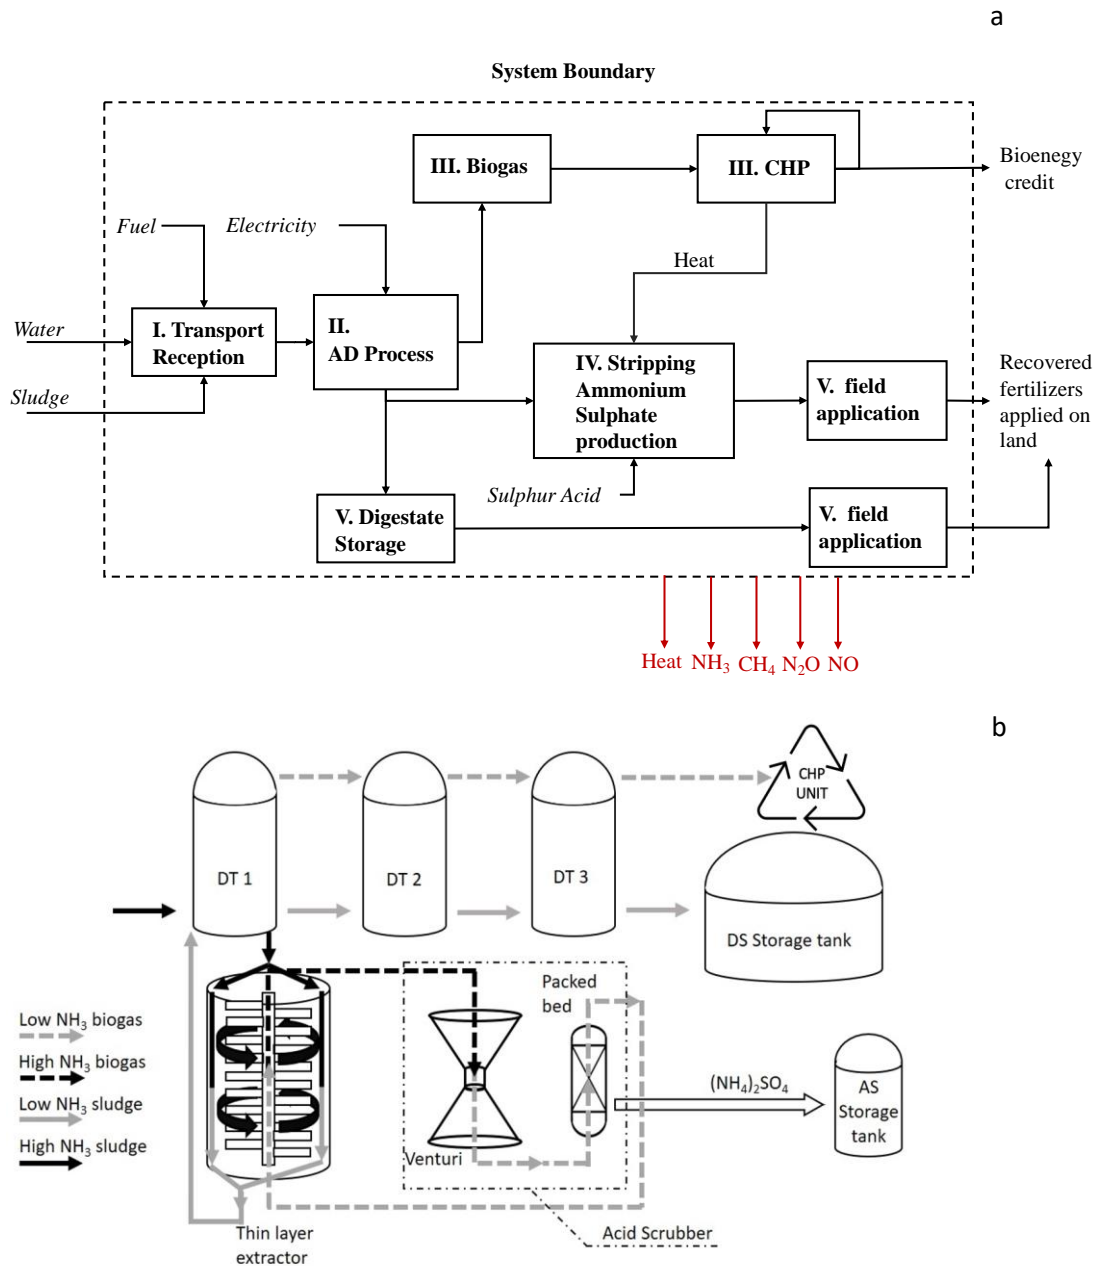 a
System Boundary
III. Biogas
III. CHP
Bioenegy
credit
Fuel
Electricity
Heat
Water
I. Transport
Reception
II.
AD Process
Sludge
IV. Stripping
Ammonium
Sulphate
production
V. field
application
Recovered
fertilizers
applied on
land
Sulphur Acid
V. Digestate
Storage
V. field
application
Heat NH₃ CH₄ N₂O NO
b
CHP
UNIT
DT 1
DT 2
DT 3
DS Storage tank
Low NH₃ biogas
High NH₃ biogas
Low NH₃ sludge
High NH₃ sludge
Packed
bed
Venturi
(NH₄)₂SO₄
AS
Storage
tank
Thin layer
extractor
Acid Scrubber